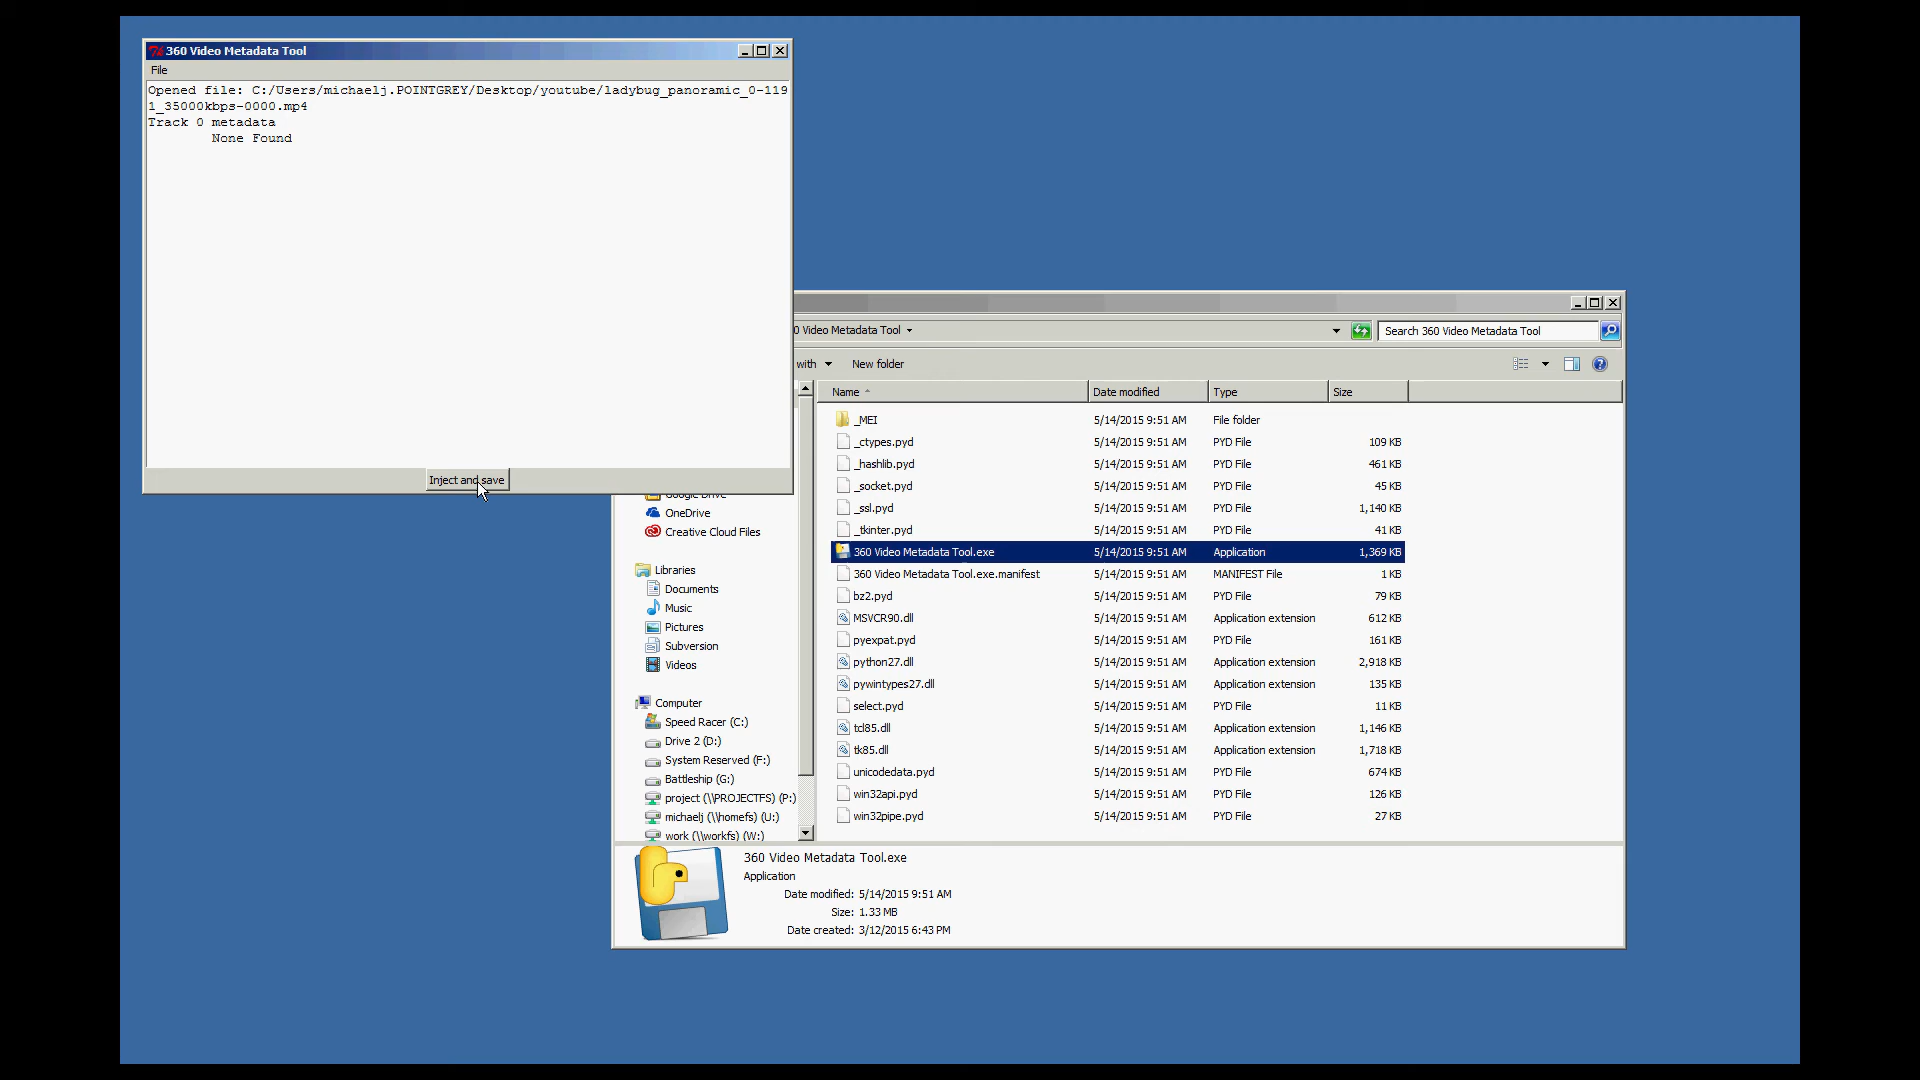 360 Video Metadata Tool
File
Opened file: C:/Users/michaelj.POINTGREY/Desktop/youtube/ladybug_panoramic_0-119
1_35000kbps-0000.mp4
Track 0 metadata
None Found
Inject and save
0 Video Metadata Tool
Search 360 Video Metadata Tool
with
New folder
Name Date modified Type Size
_MEI 5/14/2015 9:51 AM File folder
_ctypes.pyd 5/14/2015 9:51 AM PYD File 109 KB
_hashlib.pyd 5/14/2015 9:51 AM PYD File 461 KB
_socket.pyd 5/14/2015 9:51 AM PYD File 45 KB
_ssl.pyd 5/14/2015 9:51 AM PYD File 1,140 KB
_tkinter.pyd 5/14/2015 9:51 AM PYD File 41 KB
360 Video Metadata Tool.exe 5/14/2015 9:51 AM Application 1,369 KB
360 Video Metadata Tool.exe.manifest 5/14/2015 9:51 AM MANIFEST File 1 KB
bz2.pyd 5/14/2015 9:51 AM PYD File 79 KB
MSVCR90.dll 5/14/2015 9:51 AM Application extension 612 KB
pyexpat.pyd 5/14/2015 9:51 AM PYD File 161 KB
python27.dll 5/14/2015 9:51 AM Application extension 2,918 KB
pywintypes27.dll 5/14/2015 9:51 AM Application extension 135 KB
select.pyd 5/14/2015 9:51 AM PYD File 11 KB
tcl85.dll 5/14/2015 9:51 AM Application extension 1,146 KB
tk85.dll 5/14/2015 9:51 AM Application extension 1,718 KB
unicodedata.pyd 5/14/2015 9:51 AM PYD File 674 KB
win32api.pyd 5/14/2015 9:51 AM PYD File 126 KB
win32pipe.pyd 5/14/2015 9:51 AM PYD File 27 KB
Google Drive
OneDrive
Creative Cloud Files
Libraries
Documents
Music
Pictures
Subversion
Videos
Computer
Speed Racer (C:)
Drive 2 (D:)
System Reserved (F:)
Battleship (G:)
project (\\PROJECTFS) (P:)
michaelj (\\homefs) (U:)
work (\\workfs) (W:)
360 Video Metadata Tool.exe
Application
Date modified: 5/14/2015 9:51 AM
Size: 1.33 MB
Date created: 3/12/2015 6:43 PM